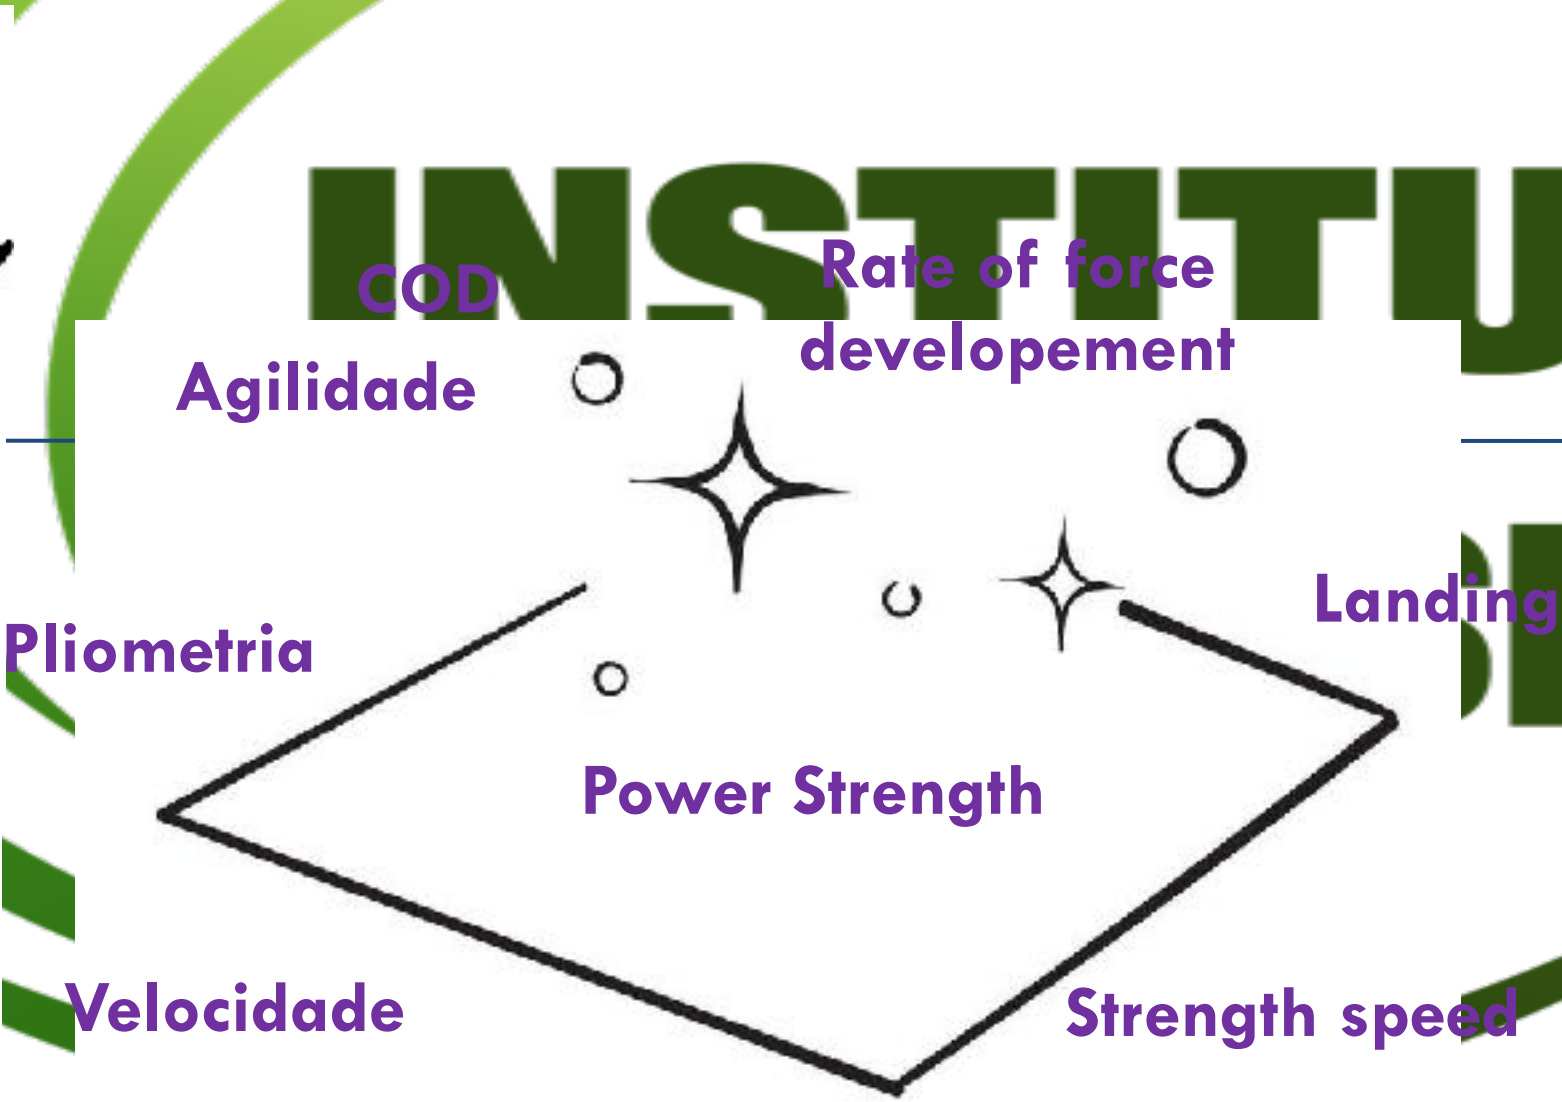 INSTITU
COD
Rate of force
developement
Agilidade
Landing
Pliometria
Power Strength
Velocidade
Strength speed